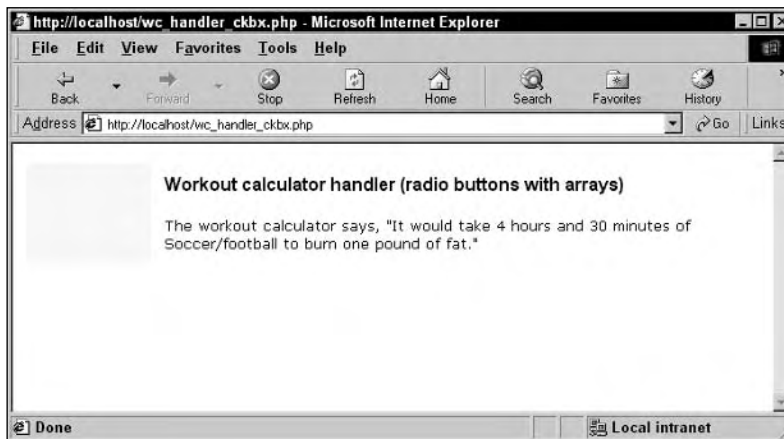 http://localhost/wc_handler_ckbx.php - Microsoft Internet Explorer
File Edit View Favorites Tools Help
Back Forward Stop Refresh Home Search Favorites History »
Address http://localhost/wc_handler_ckbx.php Go Links
Workout calculator handler (radio buttons with arrays)
The workout calculator says, "It would take 4 hours and 30 minutes of
Soccer/football to burn one pound of fat."
Done Local intranet